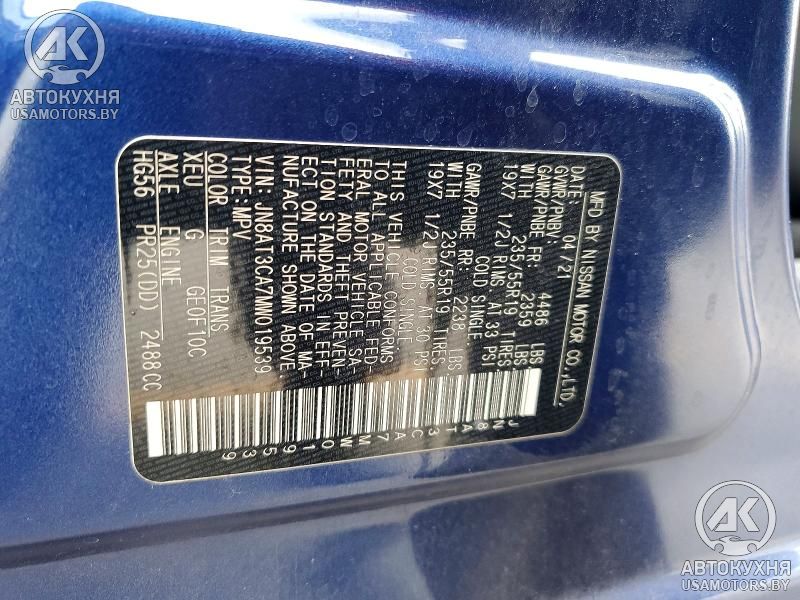 АК
АВТОКУХНЯ
USAMOTORS.BY
MFD BY NISSAN MOTOR CO.,LTD.
DATE: 04/21
GVWR/PNBV: 4486 LBS
GAWR/PNBE FR: 2359 LBS
WITH 235/55R19 TIRES
19X7 1/2J RIMS AT 33 PSI
COLD SINGLE
GAWR/PNBE RR: 2238 LBS
WITH 235/55R19 TIRES
19X7 1/2J RIMS AT 30 PSI
COLD SINGLE
THIS VEHICLE CONFORMS
TO ALL APPLICABLE FED-
ERAL MOTOR VEHICLE SA-
FETY AND THEFT PREVEN-
TION STANDARDS IN EFF-
ECT ON THE DATE OF MA-
NUFACTURE SHOWN ABOVE.
VIN: JN8AT3CA7MW019539
TYPE: MPV
COLOR TRIM TRANS
XEU G GE0F10C
AXLE ENGINE
HG56 PR25(DD) 2488CC
JN8AT3CA7MW019539
АК
АВТОКУХНЯ
USAMOTORS.BY